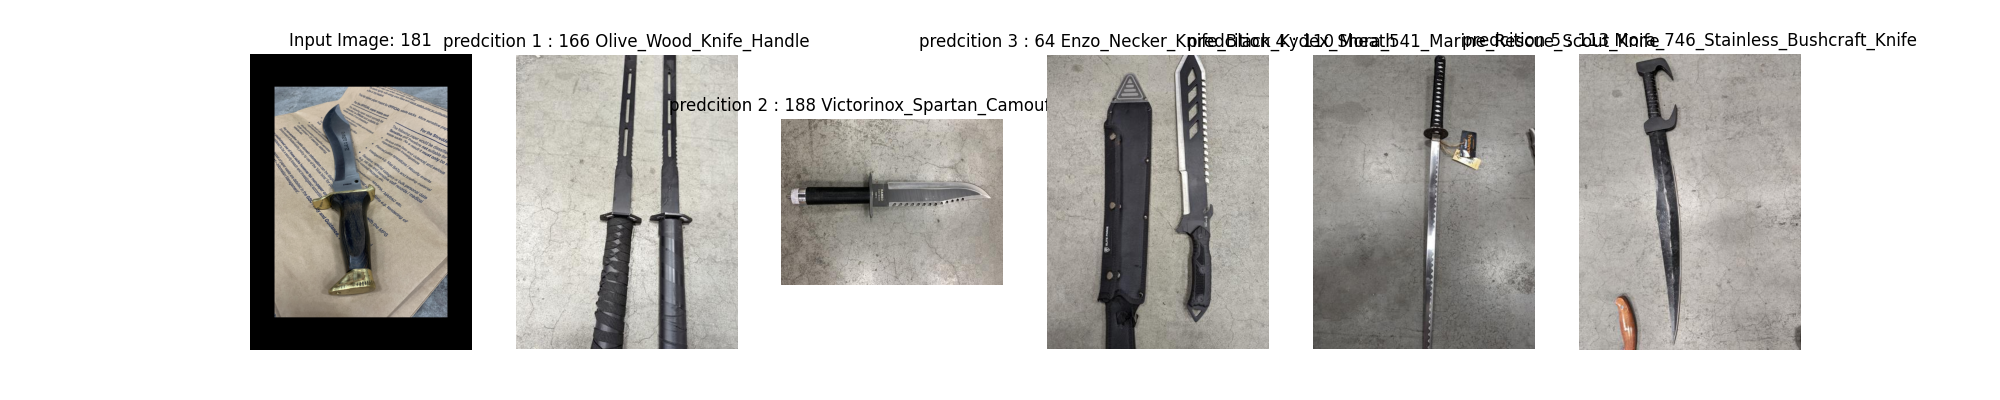 Input Image: 181
predcition 1 : 166 Olive_Wood_Knife_Handle
predcition 2 : 188 Victorinox_Spartan_Camouf
predcition 3 : 64 Enzo_Necker_Knife_Black_Kydex_Sheath
predcition 4 : 110 Mora_541_Marine_Rescue_Scout_Knife
predcition 5 : 113 Mora_746_Stainless_Bushcraft_Knife